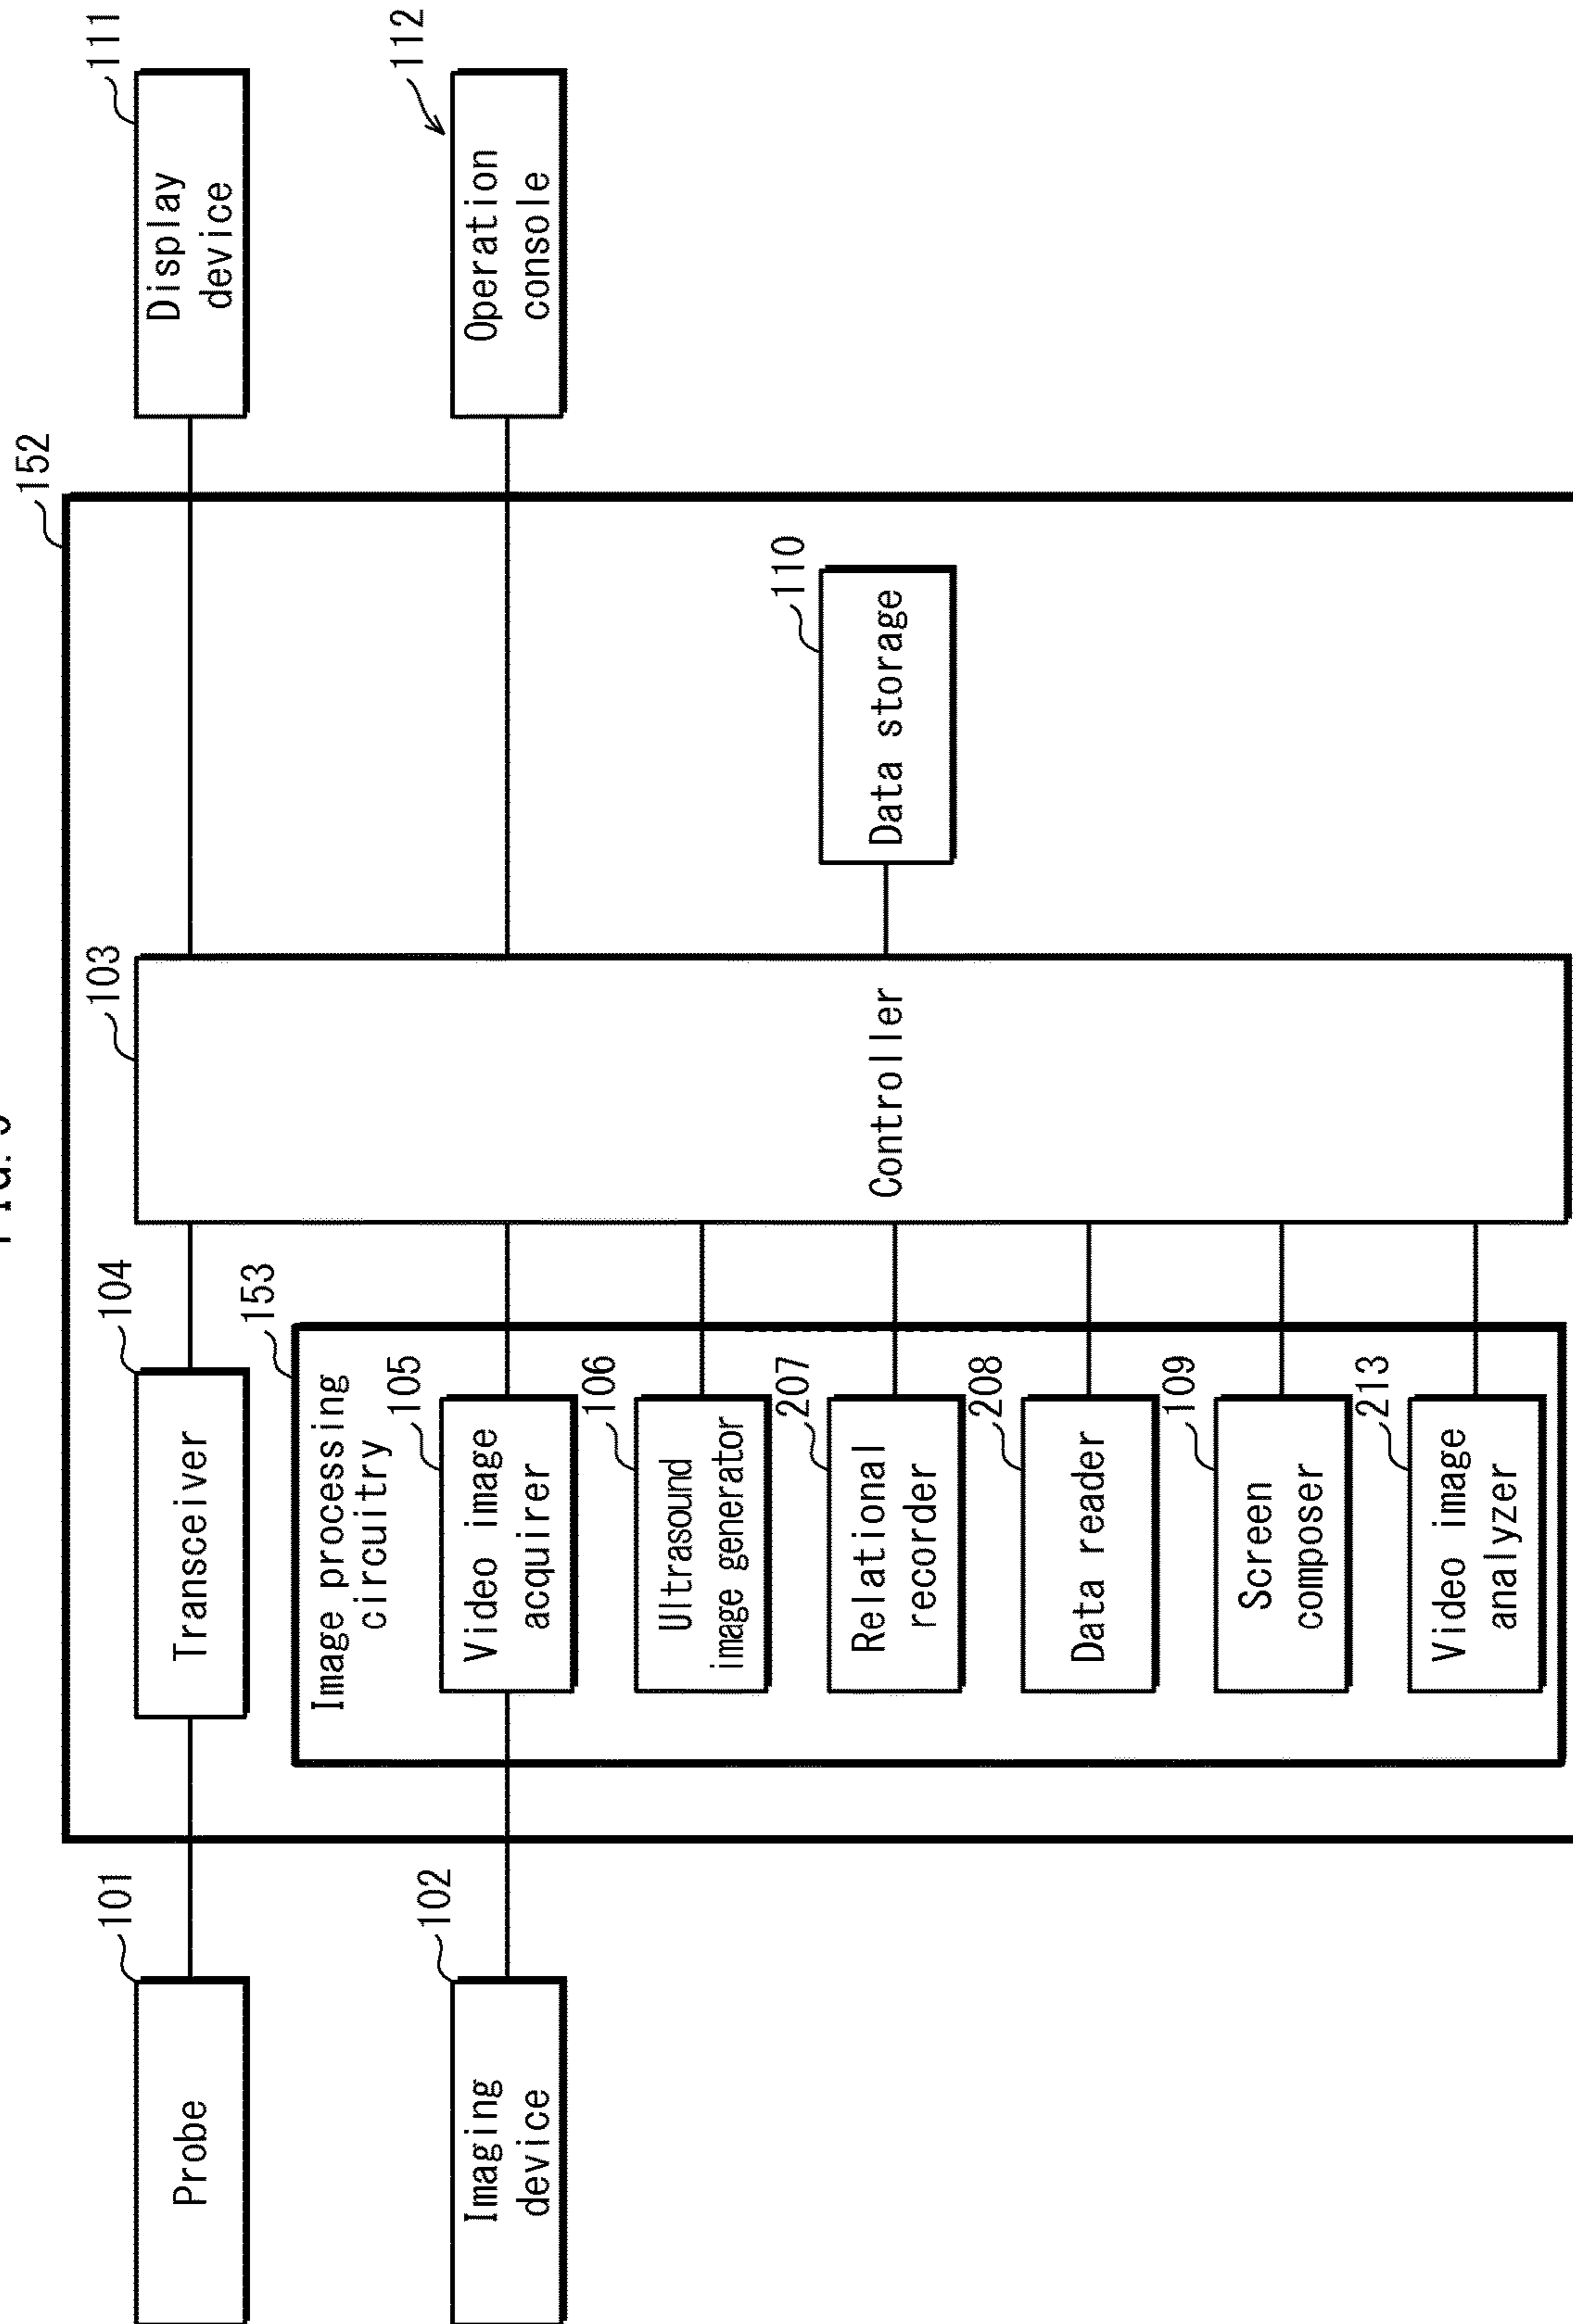 FIG.
152
101
104
103
111
Probe
Transceiver
Display
device
153
Image processing
circuitry
102
105
112
Imaging
device
Video image
acquirer
Operation
console
106
Ultrasound
image generator
207
Relational
recorder
Controller
110
Data storage
208
Data reader
109
Screen
composer
213
Video image
analyzer